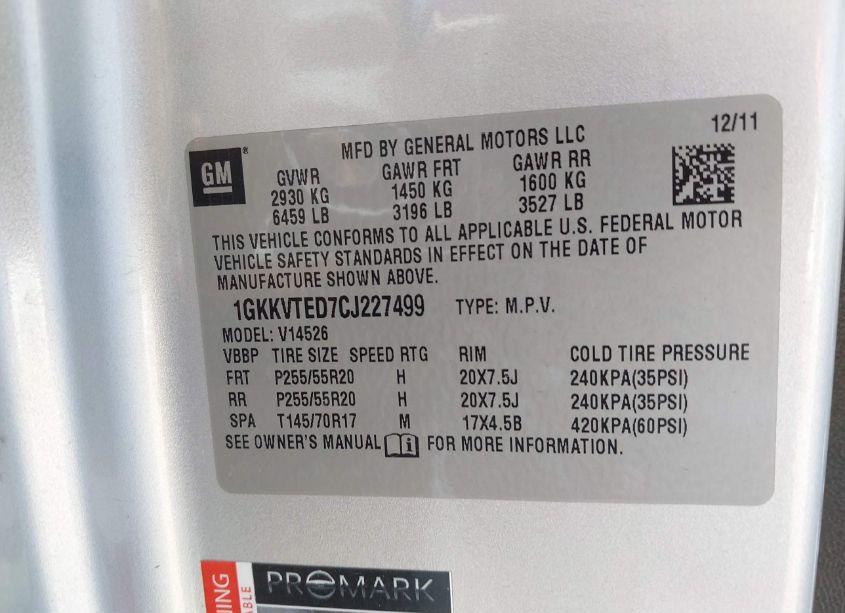 12/11
GM ®
MFD BY GENERAL MOTORS LLC
GVWR GAWR FRT GAWR RR
2930 KG 1450 KG 1600 KG
6459 LB 3196 LB 3527 LB
THIS VEHICLE CONFORMS TO ALL APPLICABLE U.S. FEDERAL MOTOR
VEHICLE SAFETY STANDARDS IN EFFECT ON THE DATE OF
MANUFACTURE SHOWN ABOVE.
1GKKVTED7CJ227499 TYPE: M.P.V.
MODEL: V14526
VBBP TIRE SIZE SPEED RTG RIM COLD TIRE PRESSURE
FRT P255/55R20 H 20X7.5J 240KPA(35PSI)
RR P255/55R20 H 20X7.5J 240KPA(35PSI)
SPA T145/70R17 M 17X4.5B 420KPA(60PSI)
SEE OWNER'S MANUAL i FOR MORE INFORMATION.
PROMARK